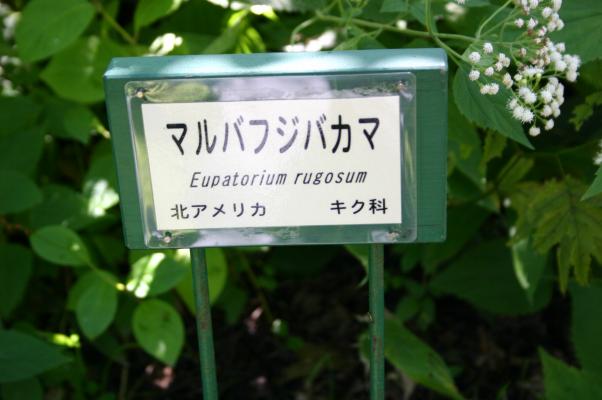 マルバフジバカマ
Eupatorium rugosum
北アメリカ キク科